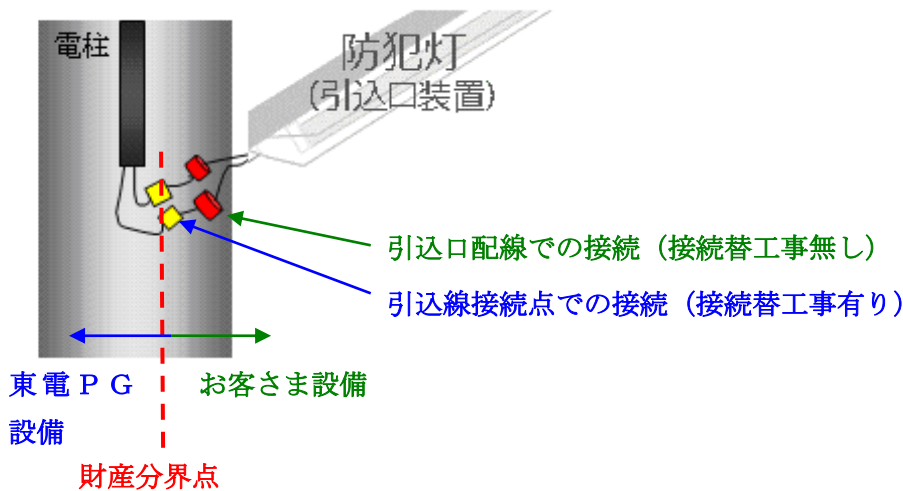 電柱
防犯灯
（引込口装置）
引込口配線での接続（接続替工事無し）
引込線接続点での接続（接続替工事有り）
東電ＰＧ
設備
お客さま設備
財産分界点